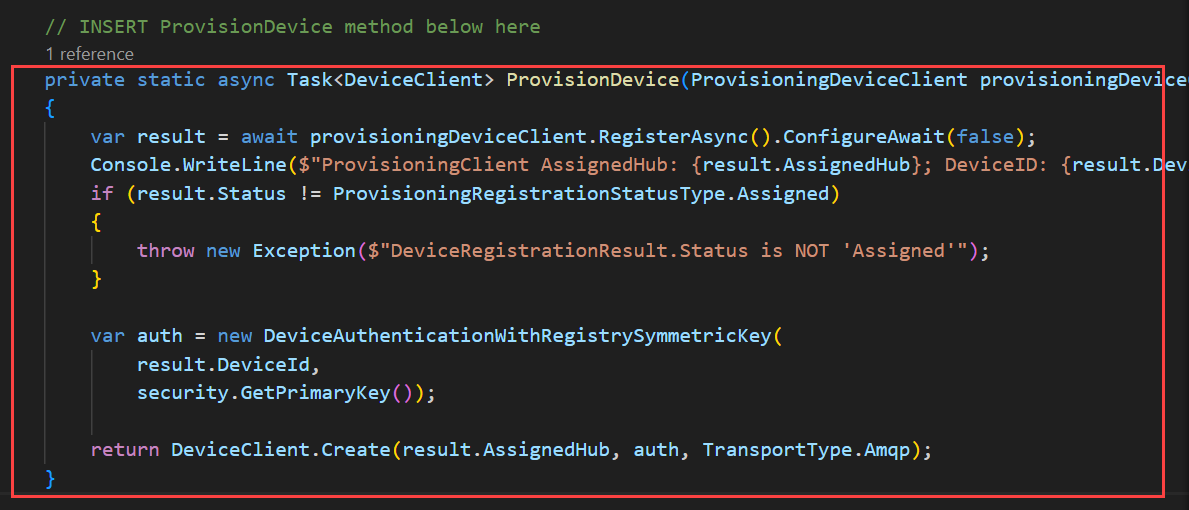 // INSERT ProvisionDevice method below here
1 reference
private static async Task<DeviceClient> ProvisionDevice(ProvisioningDeviceClient provisioningDevice
{
var result = await provisioningDeviceClient.RegisterAsync().ConfigureAwait(false);
Console.WriteLine($"ProvisioningClient AssignedHub: {result.AssignedHub}; DeviceID: {result.Dev
if (result.Status != ProvisioningRegistrationStatusType.Assigned)
{
throw new Exception($"DeviceRegistrationResult.Status is NOT 'Assigned'");
}
var auth = new DeviceAuthenticationWithRegistrySymmetricKey(
result.DeviceId,
security.GetPrimaryKey());
return DeviceClient.Create(result.AssignedHub, auth, TransportType.Amqp);
}